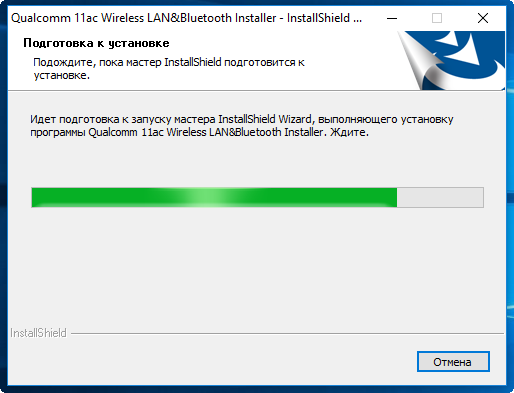 Qualcomm 11ac Wireless LAN&Bluetooth Installer - InstallShield ...
Подготовка к установке
Подождите, пока мастер InstallShield подготовится к
установке.
Идет подготовка к запуску мастера InstallShield Wizard, выполняющего установку
программы Qualcomm 11ac Wireless LAN&Bluetooth Installer. Ждите.
InstallShield
Отмена